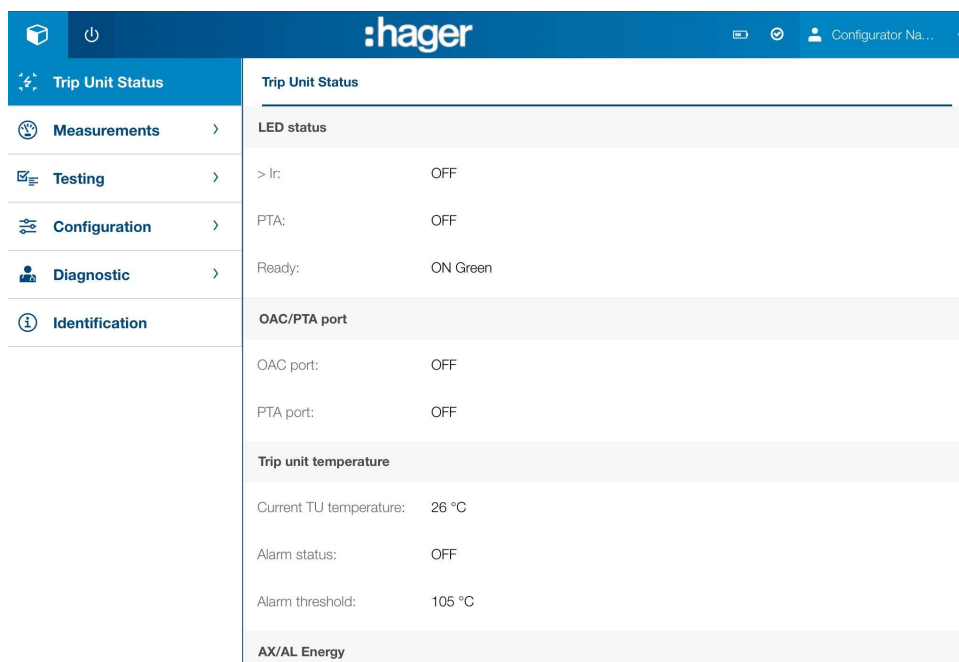 :hager
Configurator Na...
Trip Unit Status
Measurements
Testing
Configuration
Diagnostic
Identification
Trip Unit Status
LED status
> Ir: OFF
PTA: OFF
Ready: ON Green
OAC/PTA port
OAC port: OFF
PTA port: OFF
Trip unit temperature
Current TU temperature: 26 °C
Alarm status: OFF
Alarm threshold: 105 °C
AX/AL Energy